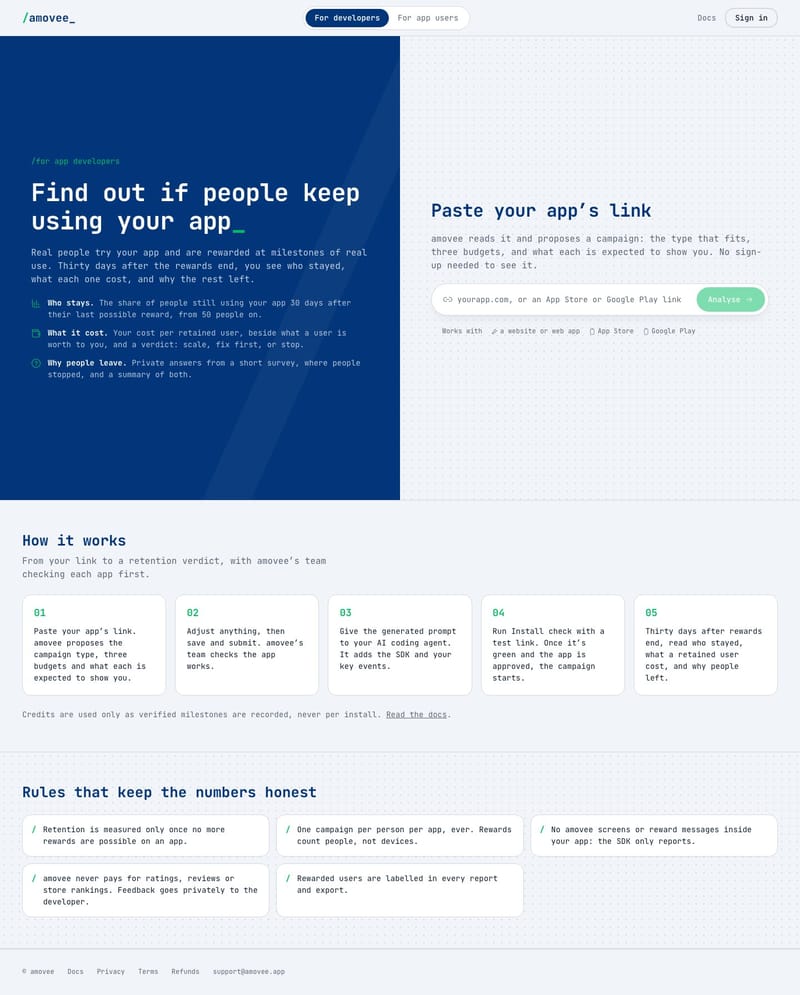 /amovee_
For developers
For app users
Docs
Sign in
/for app developers
Find out if people keep
using your app_
Real people try your app and are rewarded at milestones of real
use. Thirty days after the rewards end, you see who stayed,
what each one cost, and why the rest left.
Who stays. The share of people still using your app 30 days after
their last possible reward, from 50 people on.
What it cost. Your cost per retained user, beside what a user is
worth to you, and a verdict: scale, fix first, or stop.
Why people leave. Private answers from a short survey, where people
stopped, and a summary of both.
Paste your app’s link
amovee reads it and proposes a campaign: the type that fits,
three budgets, and what each is expected to show you. No sign-
up needed to see it.
yourapp.com, or an App Store or Google Play link
Analyse →
Works with
a website or web app
App Store
Google Play
How it works
From your link to a retention verdict, with amovee’s team
checking each app first.
01
Paste your app’s link.
amovee proposes the
campaign type, three
budgets and what each is
expected to show you.
02
Adjust anything, then
save and submit. amovee’s
team checks the app
works.
03
Give the generated prompt
to your AI coding agent.
It adds the SDK and your
key events.
04
Run Install check with a
test link. Once it’s
green and the app is
approved, the campaign
starts.
05
Thirty days after rewards
end, read who stayed,
what a retained user
cost, and why people
left.
Credits are used only as verified milestones are recorded, never per install. Read the docs.
Rules that keep the numbers honest
/ Retention is measured only once no more
rewards are possible on an app.
/ One campaign per person per app, ever. Rewards
count people, not devices.
/ No amovee screens or reward messages inside
your app: the SDK only reports.
/ amovee never pays for ratings, reviews or
store rankings. Feedback goes privately to the
developer.
/ Rewarded users are labelled in every report
and export.
© amovee
Docs
Privacy
Terms
Refunds
support@amovee.app